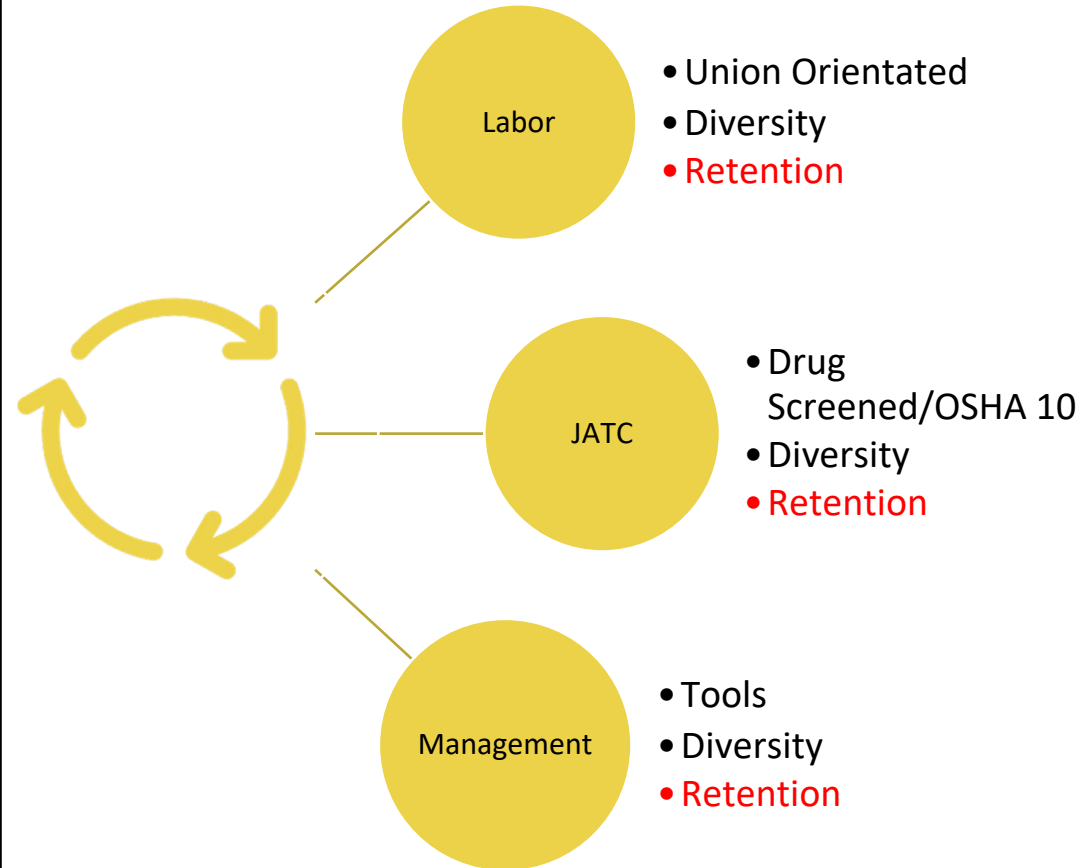 Labor
• Union Orientated
• Diversity
• Retention
JATC
• Drug
Screened/OSHA 10
• Diversity
• Retention
Management
• Tools
• Diversity
• Retention